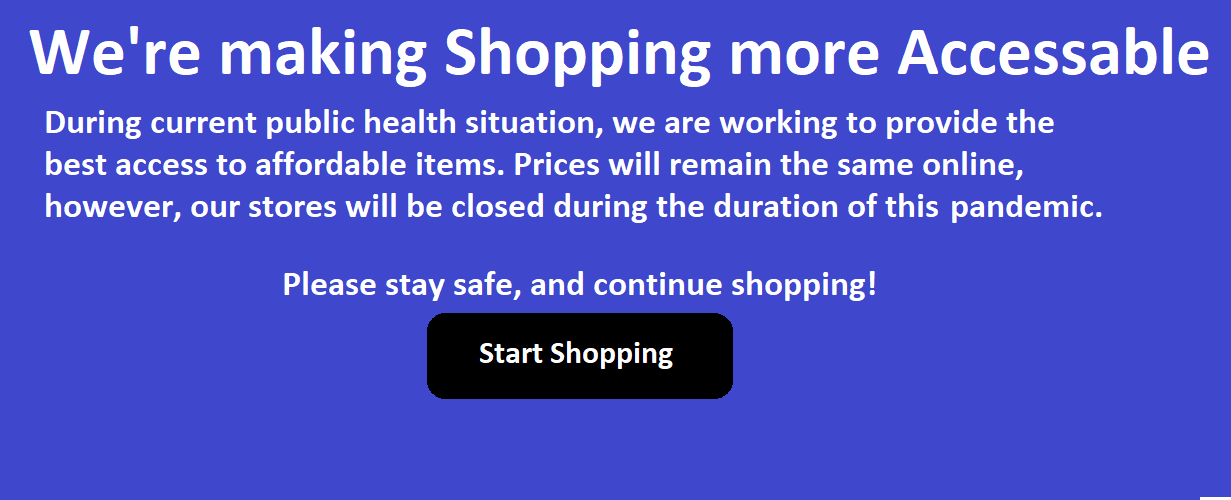 We're making Shopping more Accessable
During current public health situation, we are working to provide the
best access to affordable items. Prices will remain the same online,
however, our stores will be closed during the duration of this pandemic.
Please stay safe, and continue shopping!
Start Shopping